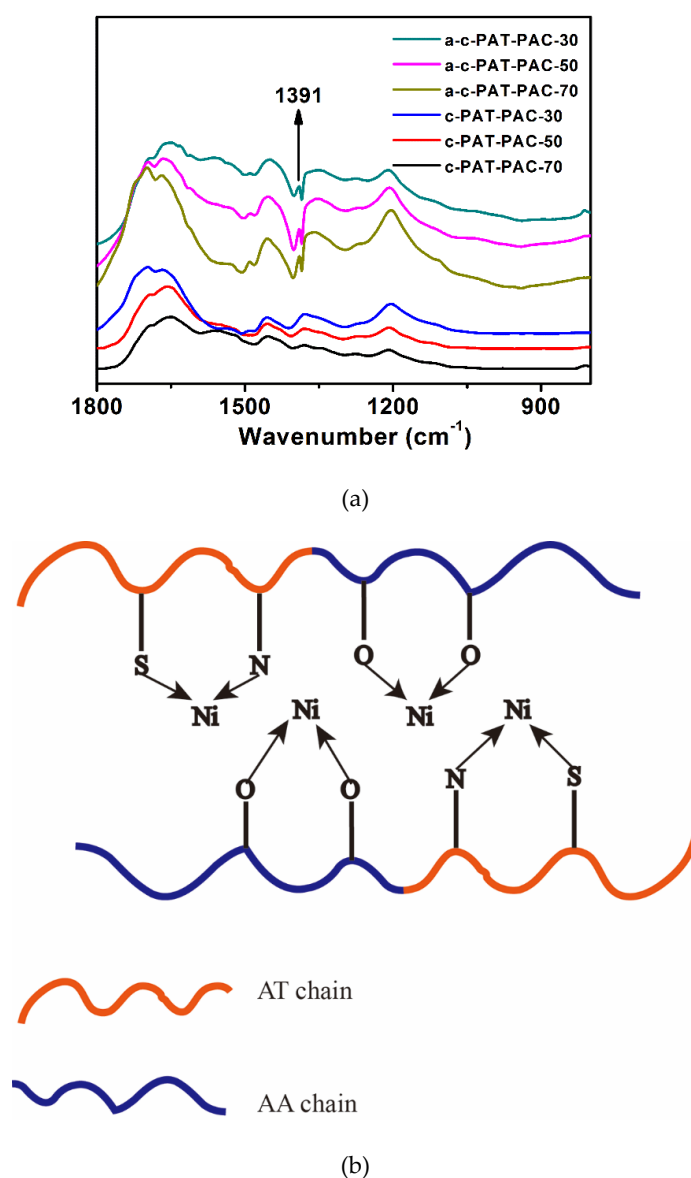 a-c-PAT-PAC-30
a-c-PAT-PAC-50
a-c-PAT-PAC-70
c-PAT-PAC-30
c-PAT-PAC-50
c-PAT-PAC-70
1391
1800 1500 1200 900
Wavenumber (cm⁻¹)
(a)
S N O O
Ni Ni Ni Ni
O O N S
AT chain
AA chain
(b)